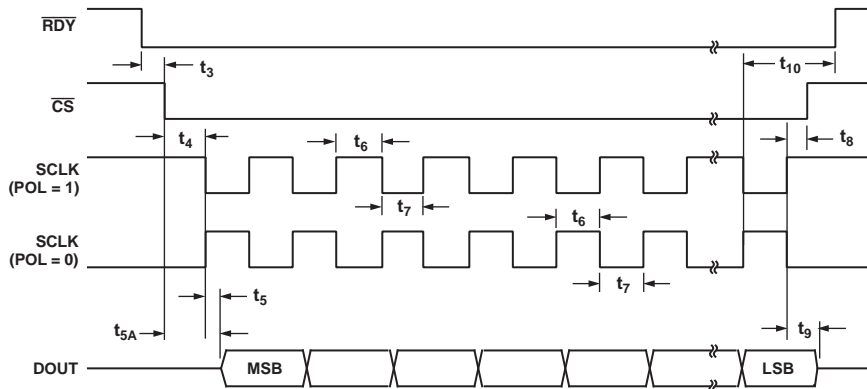 RDY
t3
t10
CS
t4
t6
t8
SCLK
(POL = 1)
t7
t6
SCLK
(POL = 0)
t7
t5
t5A
t9
DOUT
MSB
LSB